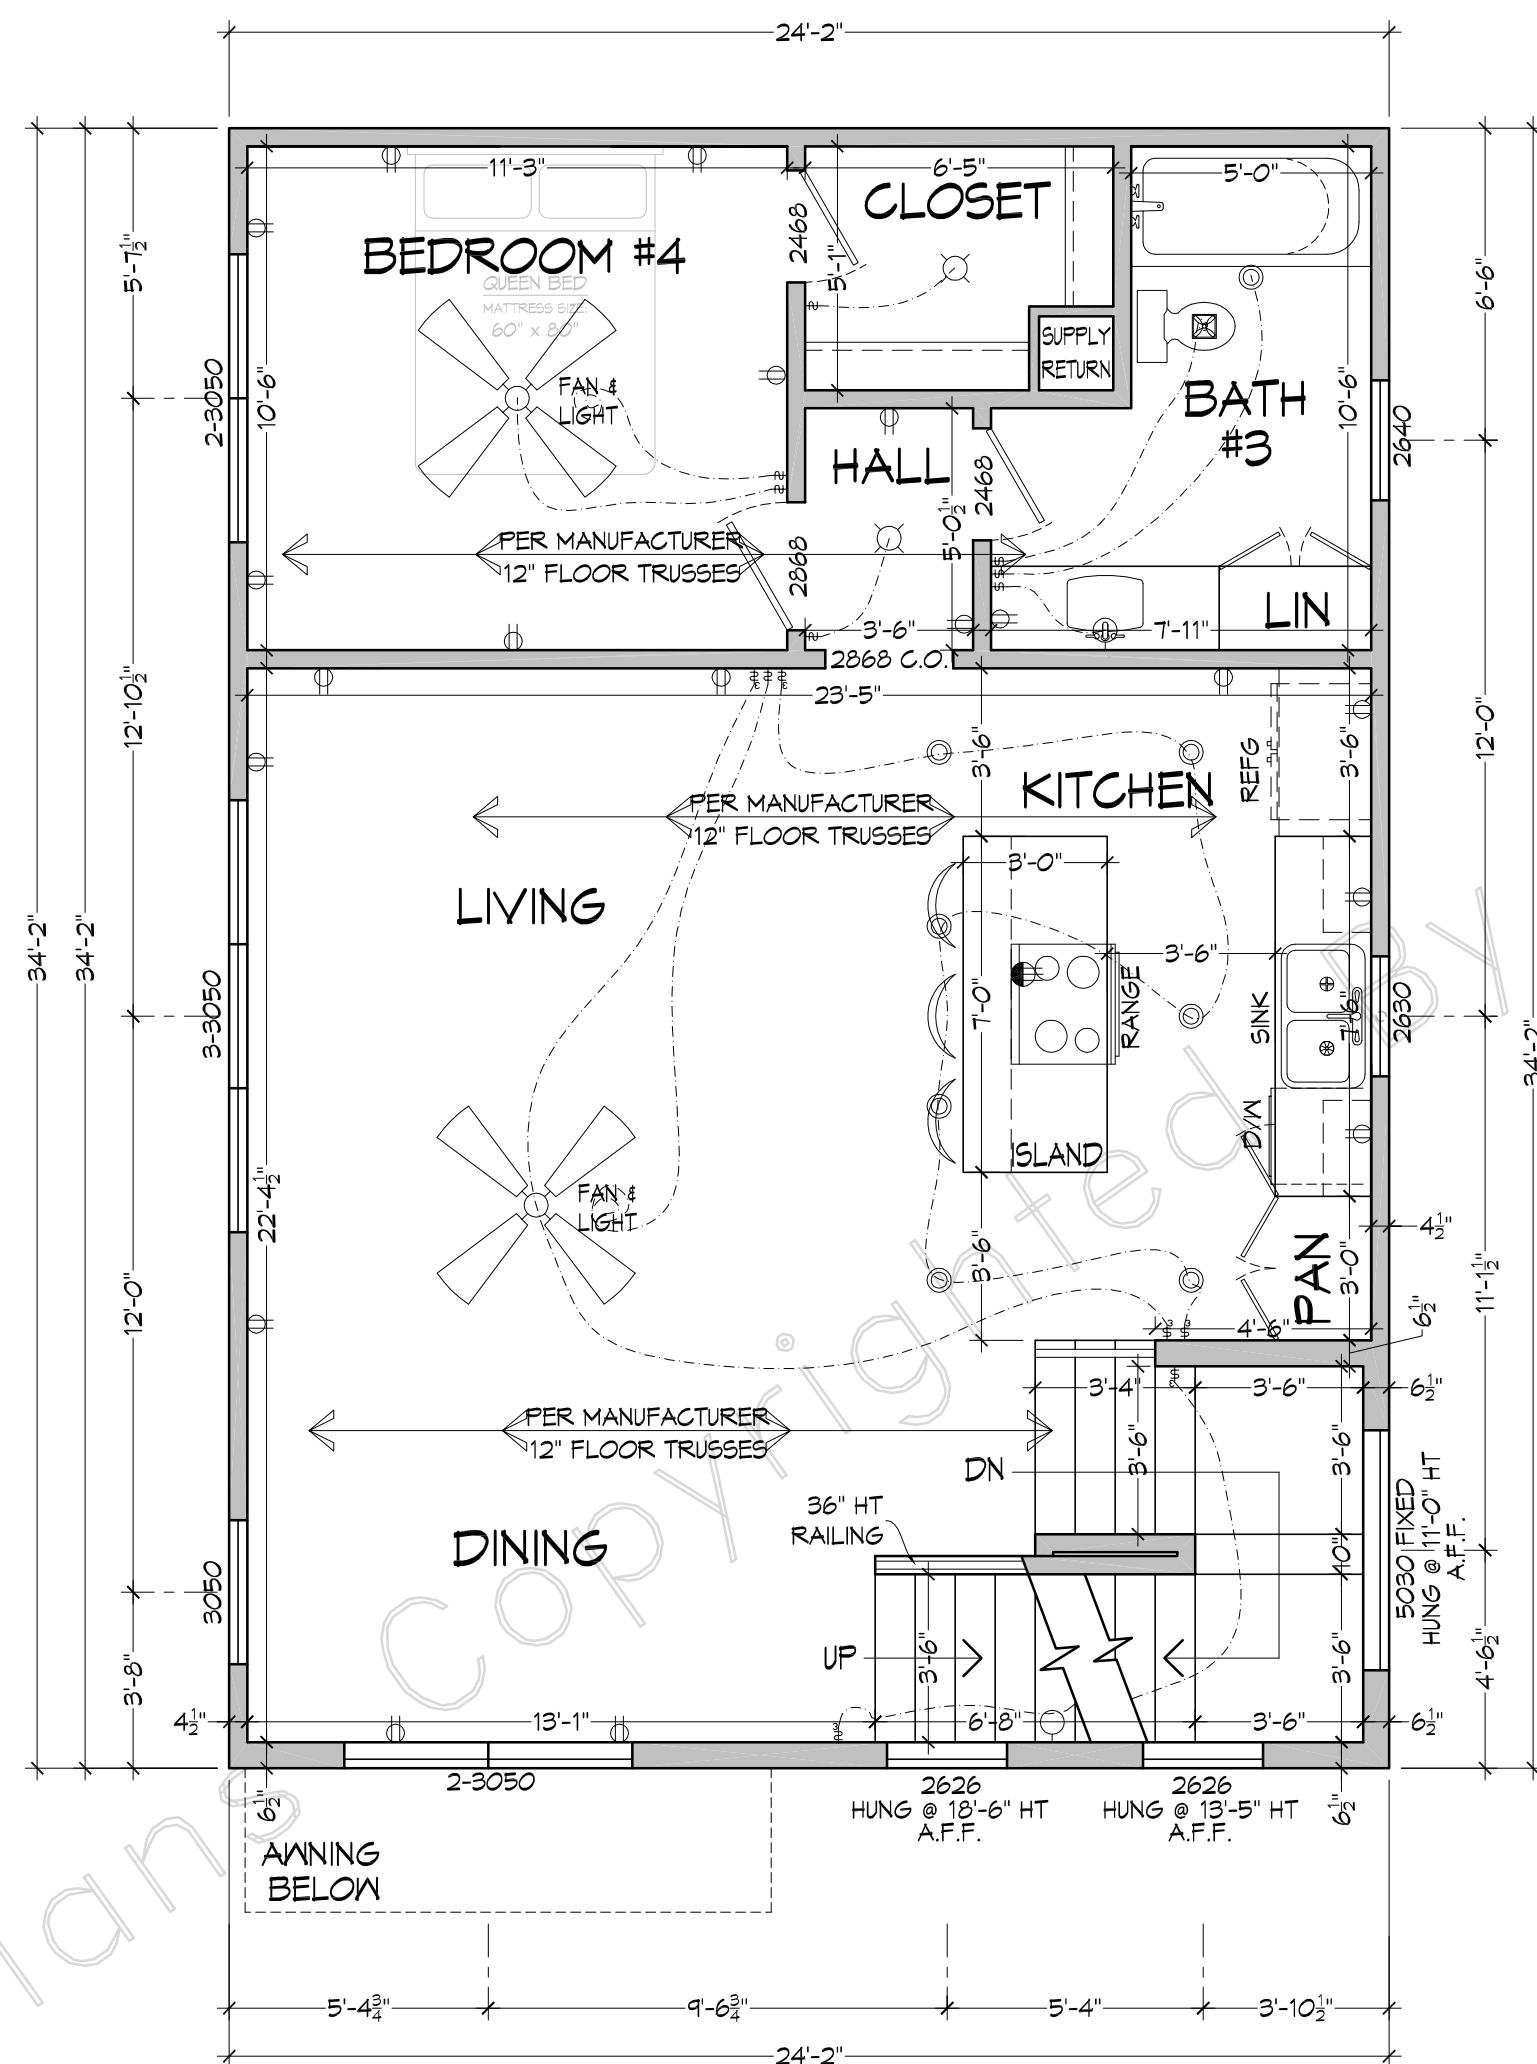 24'-2"
11'-3"
6'-5"
5'-0"
CLOSET
BEDROOM #4
QUEEN BED
MATTRESS SIZE:
60" x 80"
2468
5'-1"
5'-7½"
6'-6"
SUPPLY
RETURN
FAN &
LIGHT
2-3050
10'-6"
BATH
#3
10'-6"
2640
HALL
2468
5'-0½"
PER MANUFACTURER
12" FLOOR TRUSSES
2868
LIN
3'-6"
7'-11"
2868 C.O.
23'-5"
12'-10½"
12'-0"
3'-6"
KITCHEN
REFG
3'-6"
PER MANUFACTURER
12" FLOOR TRUSSES
3'-0"
LIVING
34'-2"
34'-2"
3-3050
3'-6"
7'-0"
RANGE
SINK
7'-6"
2630
34'-2"
D/W
ISLAND
FAN &
LIGHT
22'-4½"
4½"
12'-0"
3'-6"
PAN
3'-0"
11'-1½"
6½"
4'-6"
3'-4"
3'-6"
6½"
PER MANUFACTURER
12" FLOOR TRUSSES
3'-6"
3'-6"
DN
36" HT
RAILING
DINING
10"
5030 FIXED
HUNG @ 11'-0" HT
A.F.F.
3050
3'-8"
UP
3'-6"
3'-6"
4'-6½"
4½"
13'-1"
6'-8"
3'-6"
6½"
2-3050
2626
HUNG @ 18'-6" HT
A.F.F.
2626
HUNG @ 13'-5" HT
A.F.F.
6½"
6½"
AWNING
BELOW
5'-4¾"
9'-6¾"
5'-4"
3'-10½"
24'-2"
lans Copyrighted By